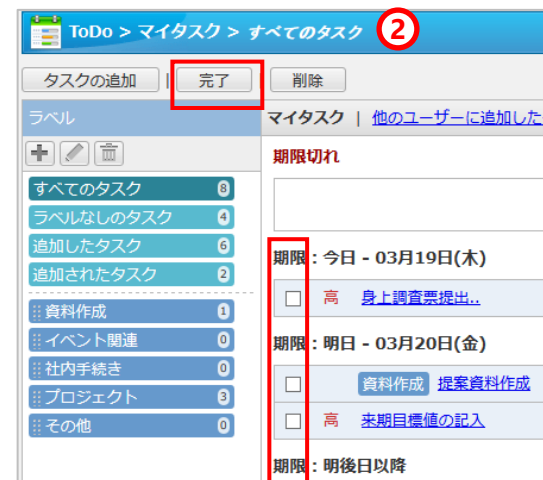 ToDo > マイタスク > すべてのタスク ②
タスクの追加 | 完了 | 削除
ラベル
マイタスク | 他のユーザーに追加した
期限切れ
すべてのタスク 8
ラベルなしのタスク 4
追加したタスク 6
追加されたタスク 2
資料作成 1
イベント関連 0
社内手続き 0
プロジェクト 3
その他 0
期限：今日 - 03月19日(木)
高 身上調査票提出..
期限：明日 - 03月20日(金)
資料作成 提案資料作成
高 来期目標値の記入
期限：明後日以降